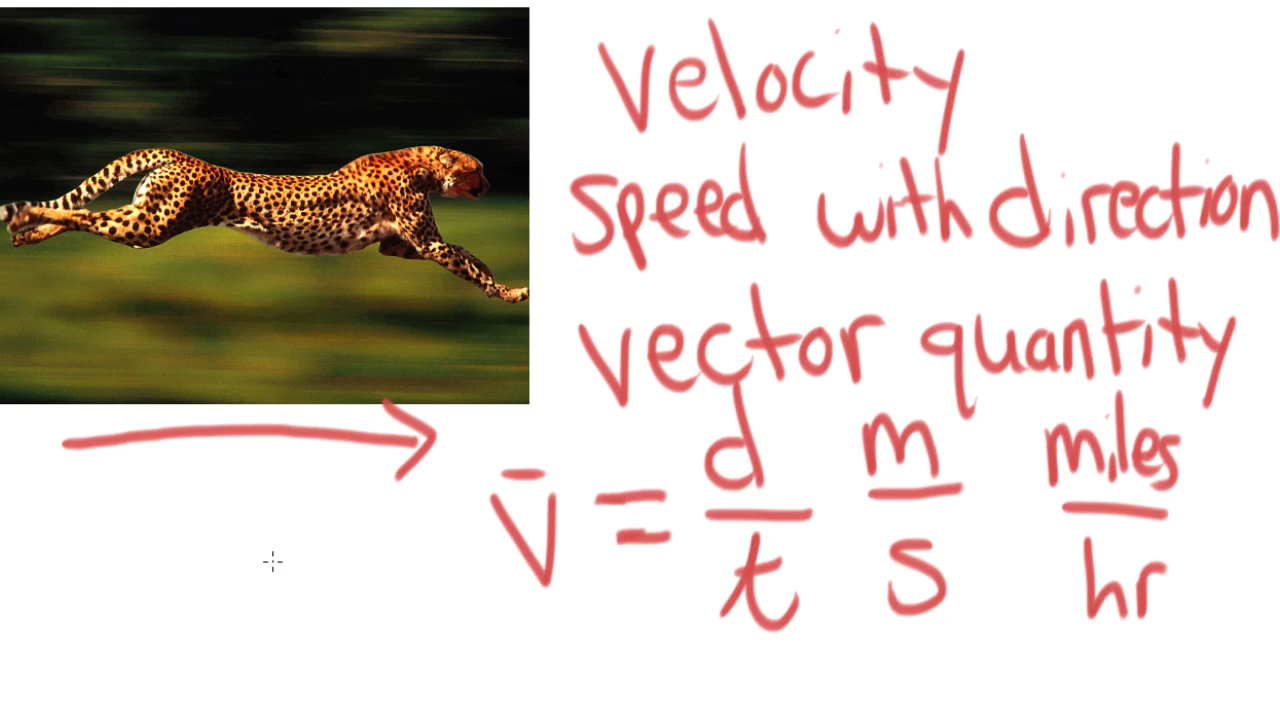 Velocity
speed with direction
vector quantity
v̄ = d/t m/s miles/hr